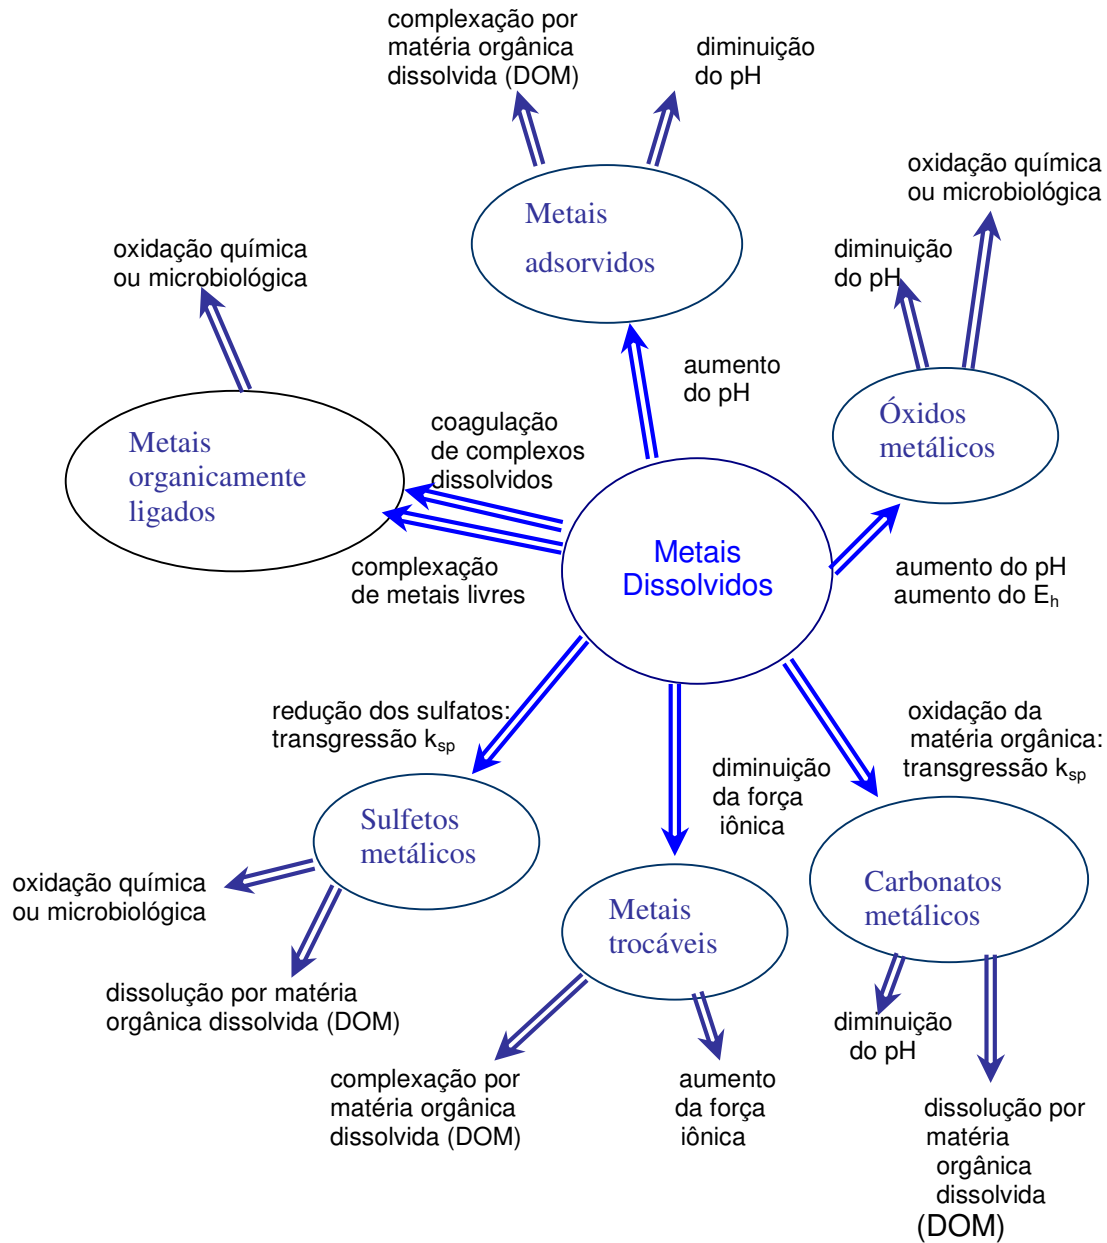 complexação por
matéria orgânica
dissolvida (DOM)
diminuição
do pH
oxidação química
ou microbiológica
Metais
adsorvidos
oxidação química
ou microbiológica
diminuição
do pH
aumento
do pH
Óxidos
metálicos
Metais
organicamente
ligados
coagulação
de complexos
dissolvidos
Metais
Dissolvidos
complexação
de metais livres
aumento do pH
aumento do Eₕ
redução dos sulfatos:
transgressão kₛₚ
oxidação da
matéria orgânica:
transgressão kₛₚ
diminuição
da força
iônica
Sulfetos
metálicos
Carbonatos
metálicos
oxidação química
ou microbiológica
Metais
trocáveis
dissolução por matéria
orgânica dissolvida (DOM)
diminuição
do pH
complexação por
matéria orgânica
dissolvida (DOM)
aumento
da força
iônica
dissolução por
matéria
orgânica
dissolvida
(DOM)